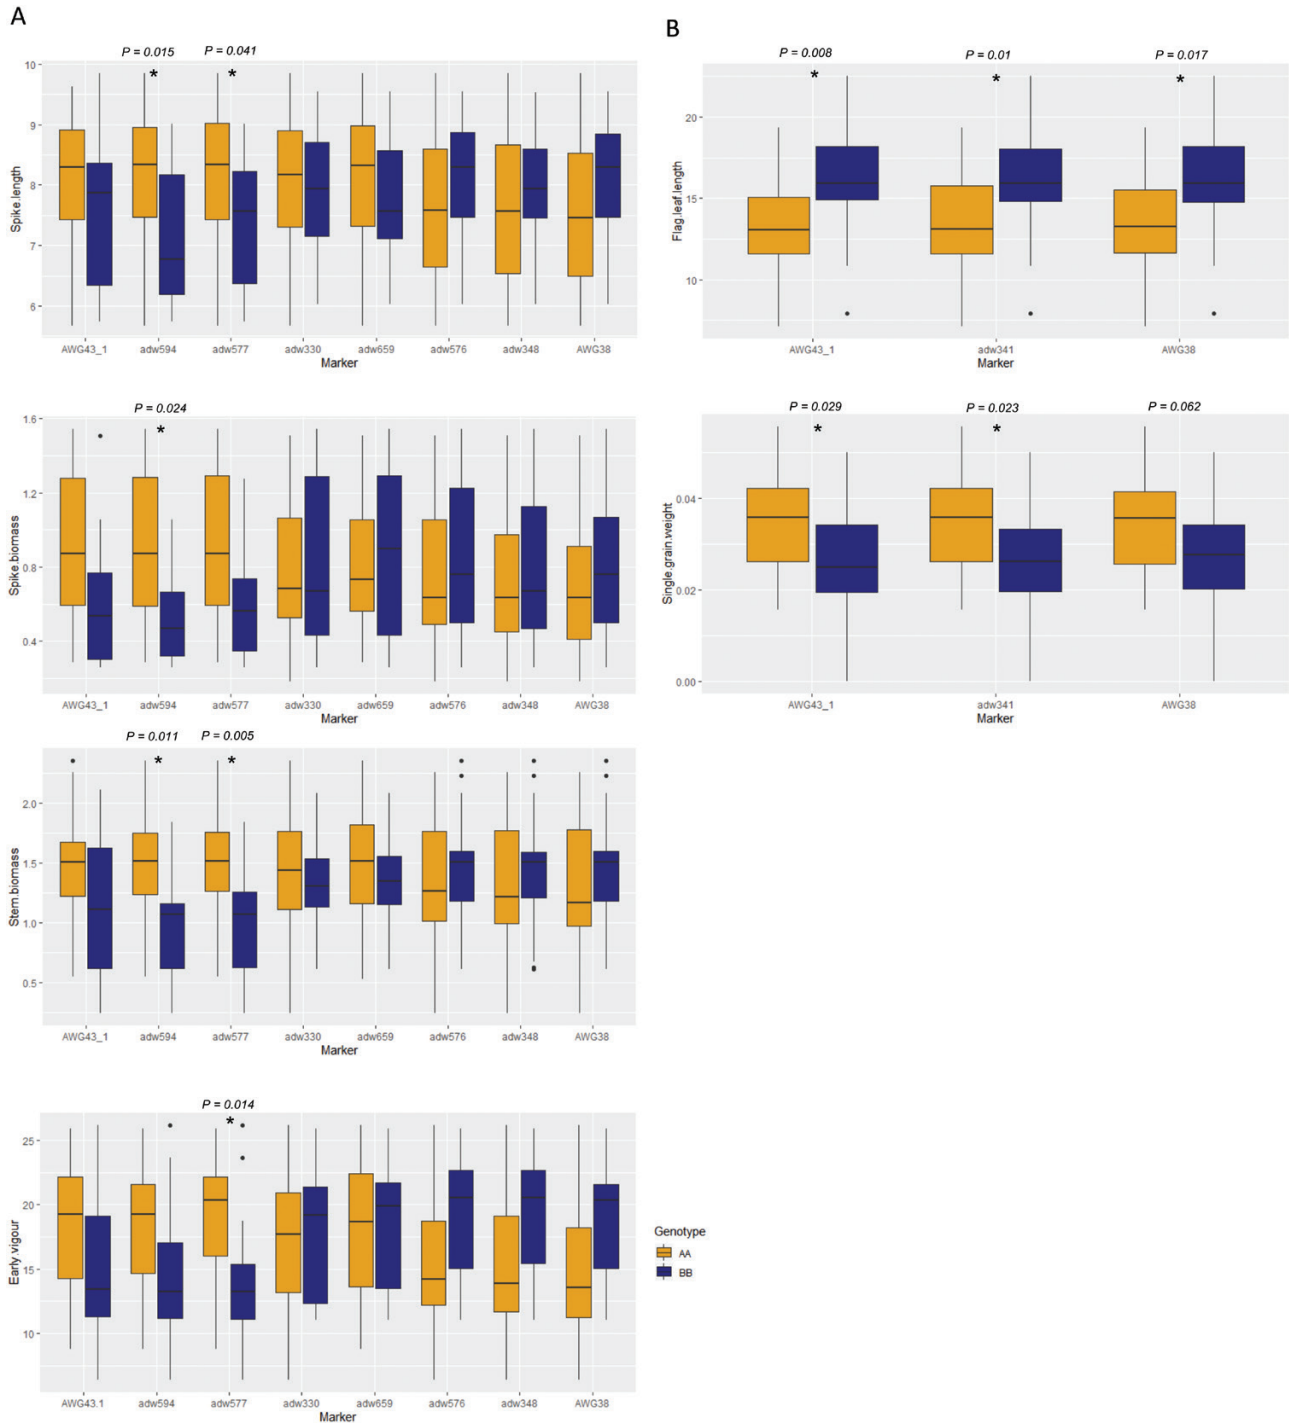 A
P = 0.015 P = 0.041
* *
10
9
8
7
6
Spike.length
AWG43_1 adw594 adw577 adw330 adw659 adw576 adw348 AWG38
Marker
P = 0.024
*
1.6
1.2
0.8
0.4
Spike.biomass
AWG43_1 adw594 adw577 adw330 adw659 adw576 adw348 AWG38
Marker
P = 0.011 P = 0.005
* *
2.0
1.5
1.0
0.5
Stem.biomass
AWG43_1 adw594 adw577 adw330 adw659 adw576 adw348 AWG38
Marker
P = 0.014
*
25
20
15
10
Early.vigour
AWG43.1 adw594 adw577 adw330 adw659 adw576 adw348 AWG38
Marker
B
P = 0.008 P = 0.01 P = 0.017
* * *
20
15
10
Flag.leaf.length
AWG43_1 adw341 AWG38
Marker
P = 0.029 P = 0.023 P = 0.062
* *
0.04
0.02
0.00
Single.grain.weight
AWG43_1 adw341 AWG38
Marker
Genotype
AA
BB